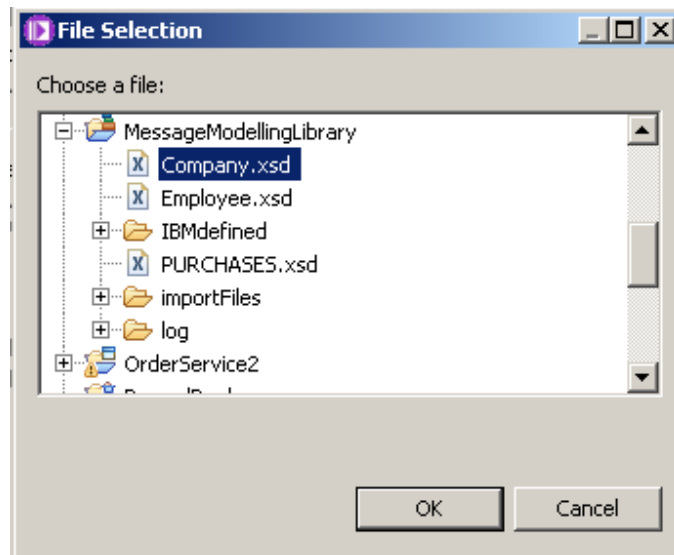 File Selection
Choose a file:
MessageModellingLibrary
Company.xsd
Employee.xsd
IBMdefined
PURCHASES.xsd
importFiles
log
OrderService2
OK Cancel